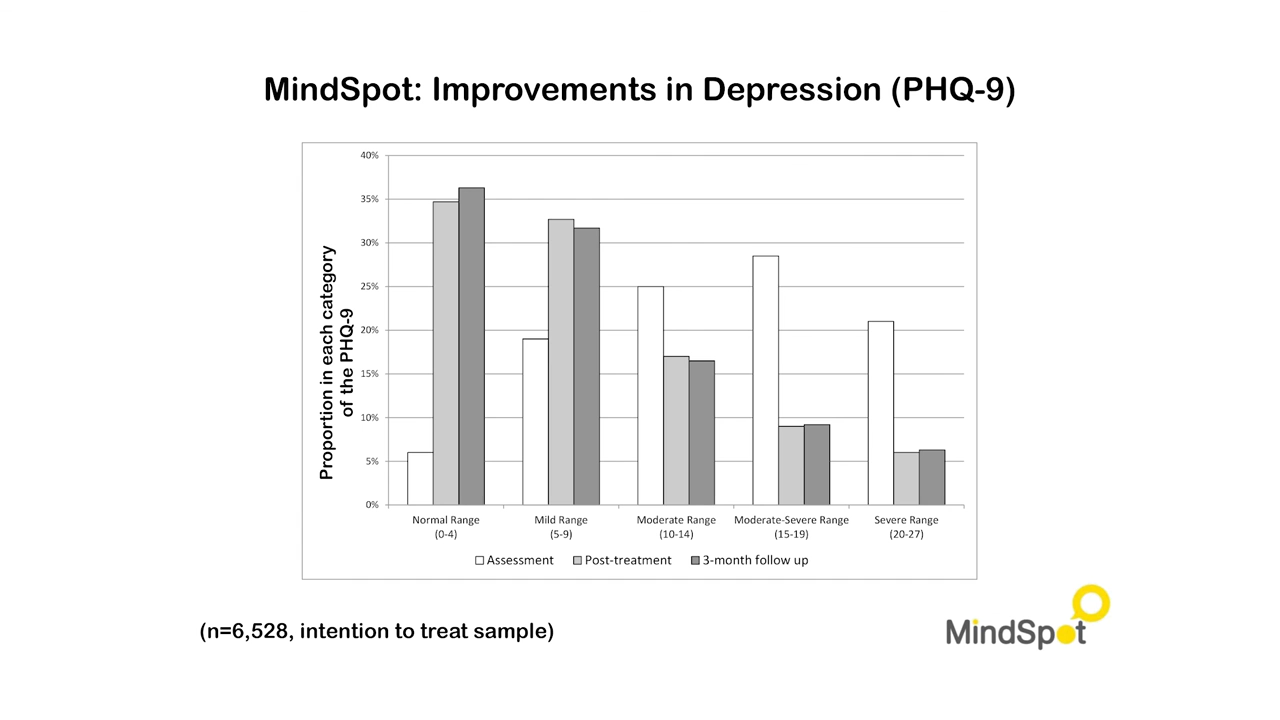 MindSpot: Improvements in Depression (PHQ-9)
Proportion in each category
of the PHQ-9
40%
35%
30%
25%
20%
15%
10%
5%
0%
Normal Range
(0-4)
Mild Range
(5-9)
Moderate Range
(10-14)
Moderate-Severe Range
(15-19)
Severe Range
(20-27)
Assessment
Post-treatment
3-month follow up
(n=6,528, intention to treat sample)
MindSpot